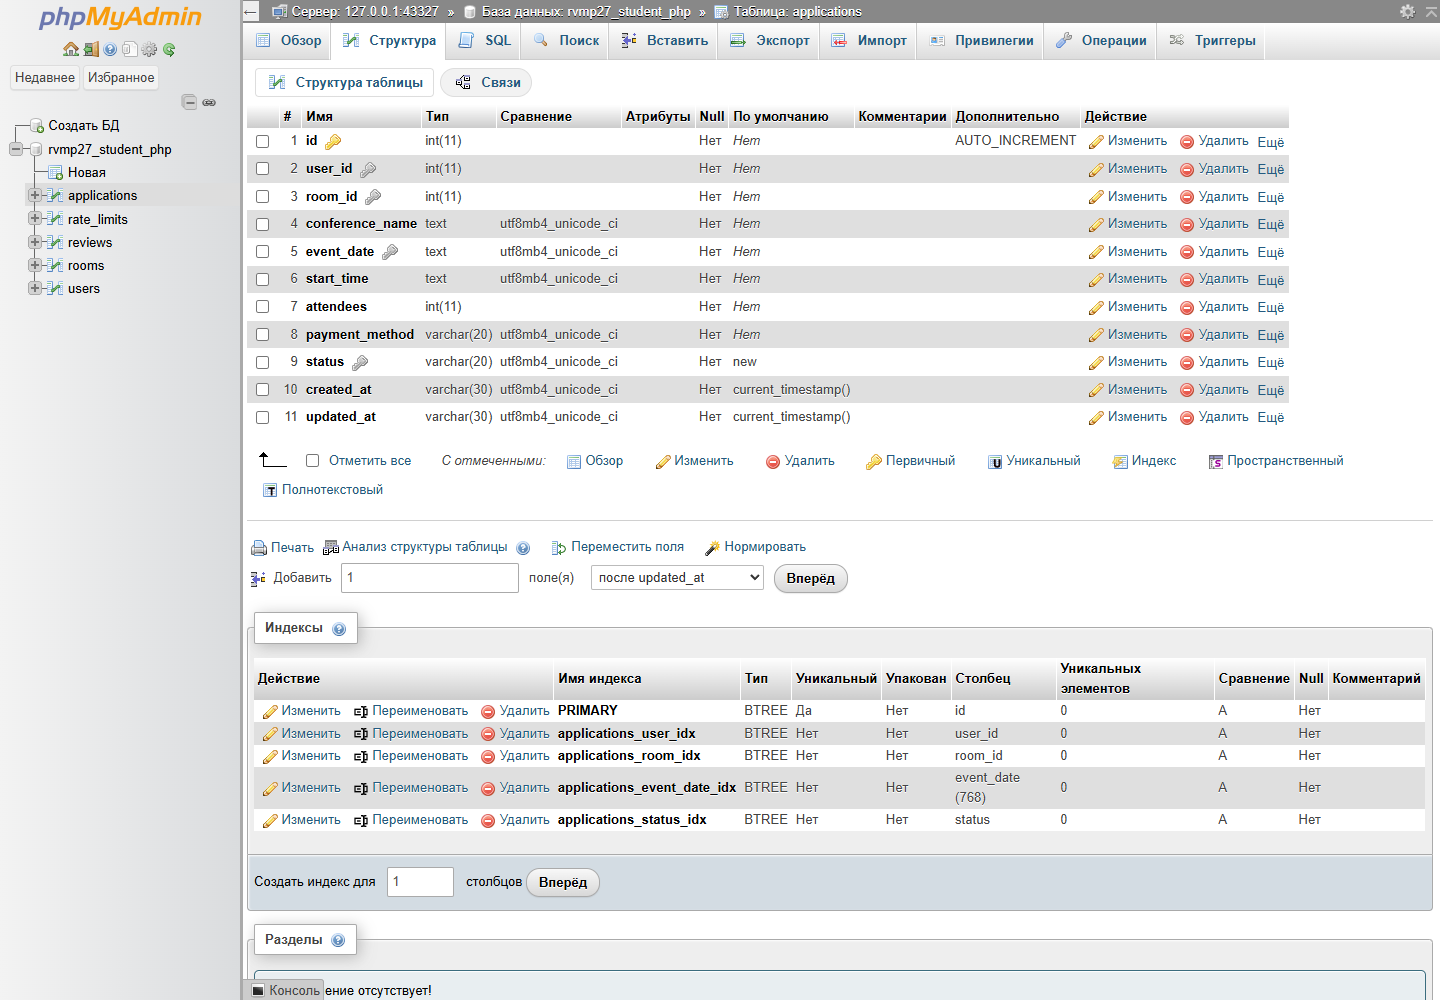 phpMyAdmin
Недавнее Избранное
Создать БД
rvmp27_student_php
Новая
applications
rate_limits
reviews
rooms
users
Сервер: 127.0.0.1:43327 » База данных: rvmp27_student_php » Таблица: applications
Обзор Структура SQL Поиск Вставить Экспорт Импорт Привилегии Операции Триггеры
Структура таблицы Связи
# Имя Тип Сравнение Атрибуты Null По умолчанию Комментарии Дополнительно Действие
1 id int(11) Нет Нет AUTO_INCREMENT Изменить Удалить Ещё
2 user_id int(11) Нет Нет Изменить Удалить Ещё
3 room_id int(11) Нет Нет Изменить Удалить Ещё
4 conference_name text utf8mb4_unicode_ci Нет Нет Изменить Удалить Ещё
5 event_date text utf8mb4_unicode_ci Нет Нет Изменить Удалить Ещё
6 start_time text utf8mb4_unicode_ci Нет Нет Изменить Удалить Ещё
7 attendees int(11) Нет Нет Изменить Удалить Ещё
8 payment_method varchar(20) utf8mb4_unicode_ci Нет Нет Изменить Удалить Ещё
9 status varchar(20) utf8mb4_unicode_ci Нет new Изменить Удалить Ещё
10 created_at varchar(30) utf8mb4_unicode_ci Нет current_timestamp() Изменить Удалить Ещё
11 updated_at varchar(30) utf8mb4_unicode_ci Нет current_timestamp() Изменить Удалить Ещё
Отметить все С отмеченными: Обзор Изменить Удалить Первичный Уникальный Индекс Пространственный
Полнотекстовый
Печать Анализ структуры таблицы Переместить поля Нормировать
Добавить 1 поле(я) после updated_at Вперёд
Индексы
Действие Имя индекса Тип Уникальный Упакован Столбец Уникальных элементов Сравнение Null Комментарий
Изменить Переименовать Удалить PRIMARY BTREE Да Нет id 0 A Нет
Изменить Переименовать Удалить applications_user_idx BTREE Нет Нет user_id 0 A Нет
Изменить Переименовать Удалить applications_room_idx BTREE Нет Нет room_id 0 A Нет
Изменить Переименовать Удалить applications_event_date_idx BTREE Нет Нет event_date (768) 0 A Нет
Изменить Переименовать Удалить applications_status_idx BTREE Нет Нет status 0 A Нет
Создать индекс для 1 столбцов Вперёд
Разделы
Консоль ение отсутствует!